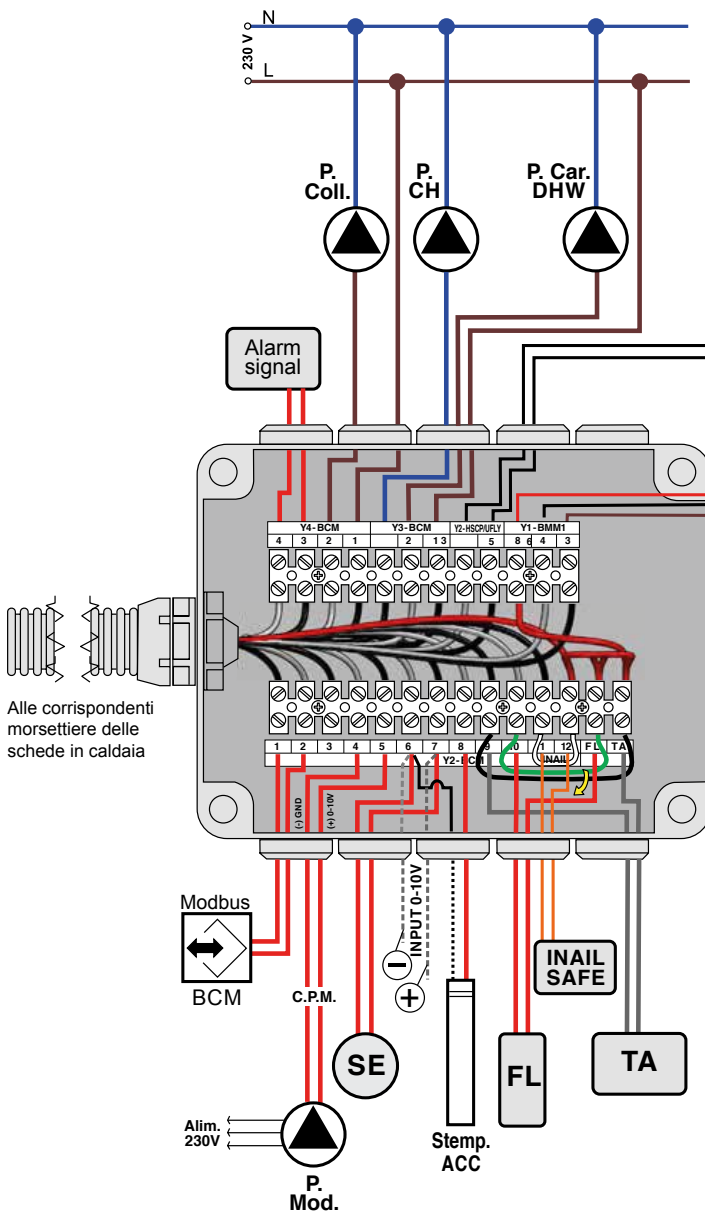 N
230 V
L
P.
Coll.
P.
CH
P. Car.
DHW
Alarm
signal
Y4-BCM Y3-BCM Y2-HSCP/UFLY Y1-BMM1
4 3 2 1 2 1 3 5 8 6 4 3
Alle corrispondenti
morsettiere delle
schede in caldaia
1 2 3 4 5 6 7 8 9 10 11 12 FL TA
Y2-BCM INAIL
(-) GND
(+) 0-10V
Modbus
BCM
C.P.M.
INPUT 0-10V
−
+
INAIL
SAFE
SE
FL
TA
Alim.
230V
P.
Mod.
Stemp.
ACC